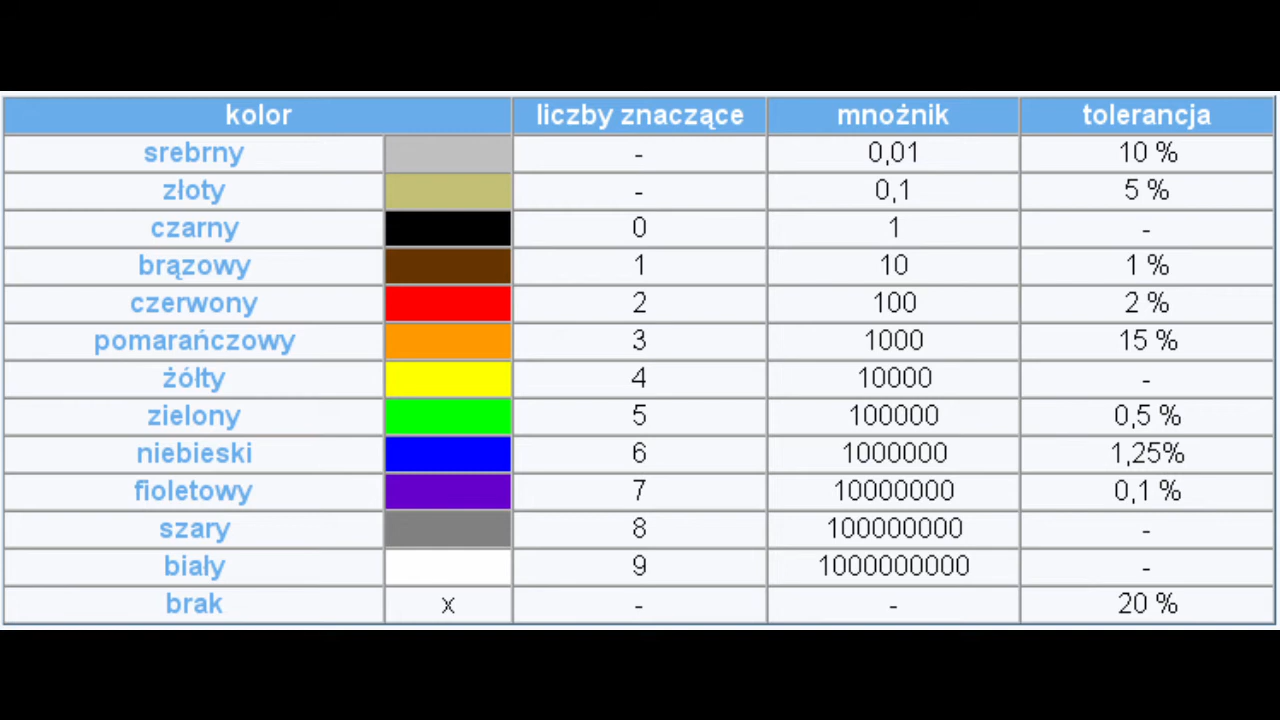 kolor liczby znaczące mnożnik tolerancja
srebrny - 0,01 10 %
złoty - 0,1 5 %
czarny 0 1 -
brązowy 1 10 1 %
czerwony 2 100 2 %
pomarańczowy 3 1000 15 %
żółty 4 10000 -
zielony 5 100000 0,5 %
niebieski 6 1000000 1,25%
fioletowy 7 10000000 0,1 %
szary 8 100000000 -
biały 9 1000000000 -
brak x - - 20 %